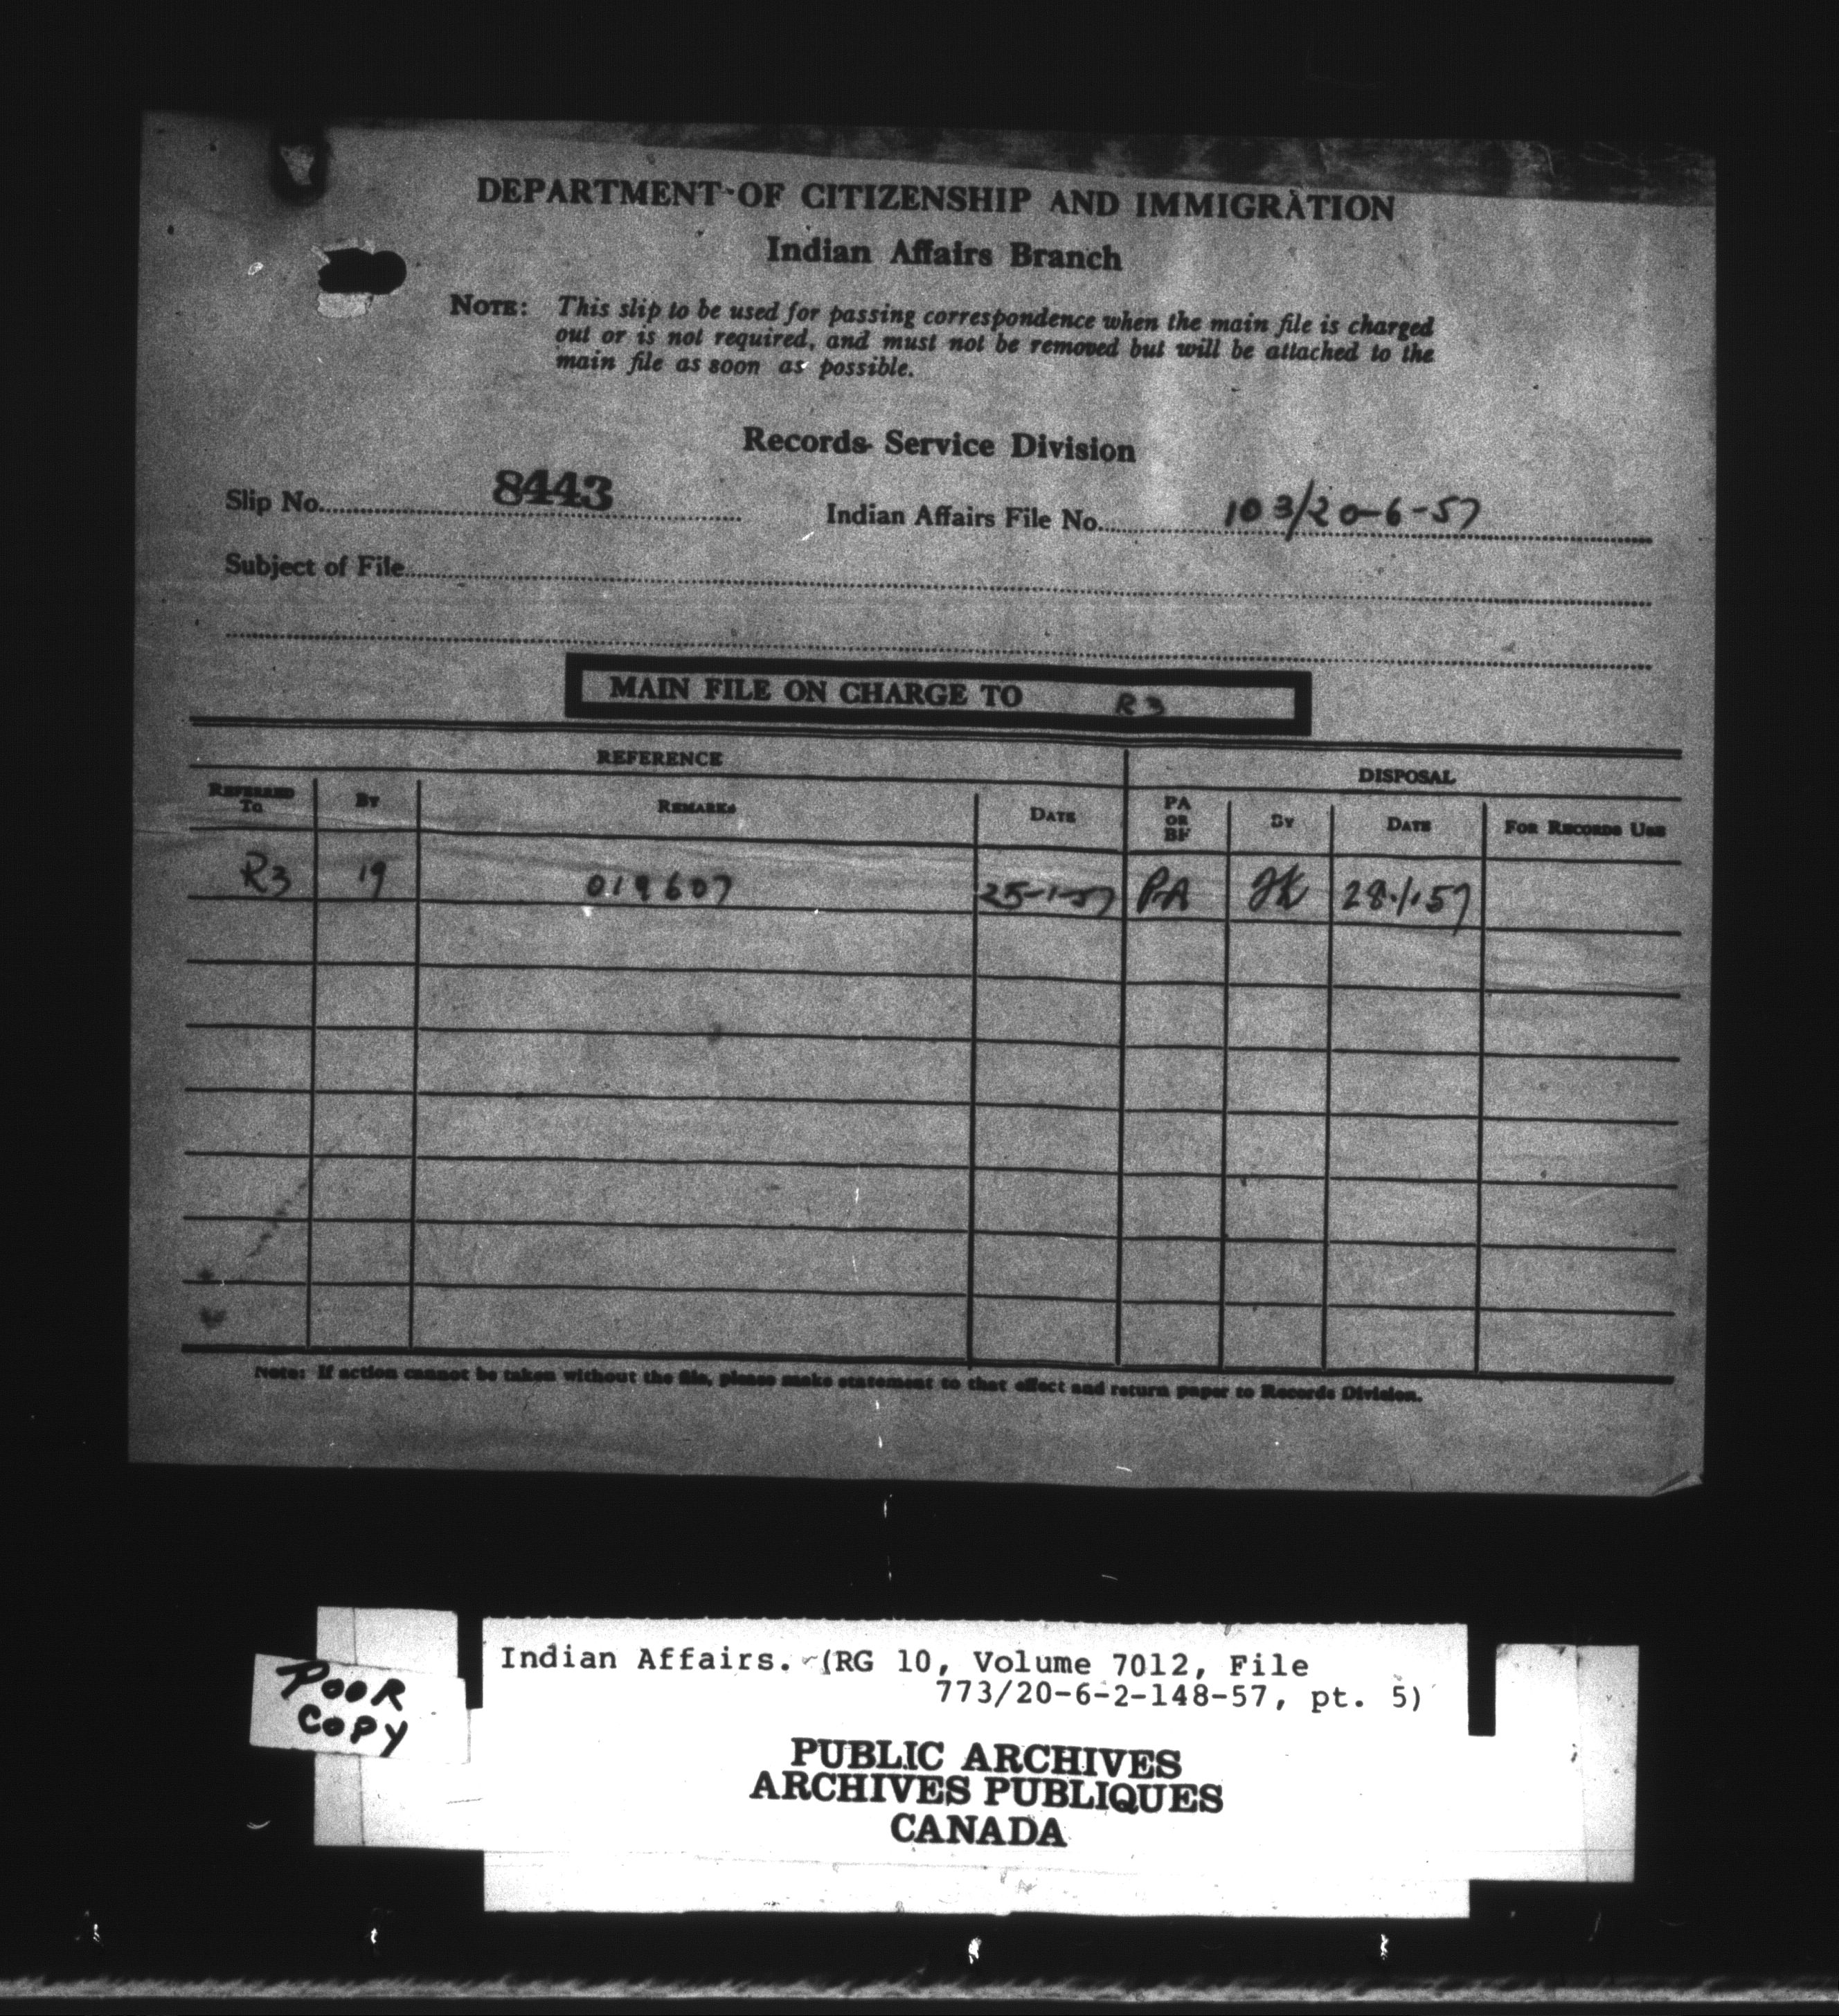 DEPARTMENT OF CITIZENSHIP AND IMMIGRATION
Indian Affairs Branch
NOTE: This slip to be used for passing correspondence when the main file is charged
out or is not required, and must not be removed but will be attached to the
main file as soon as possible.
Records Service Division
Slip No. 8443 Indian Affairs File No. 103/20-6-57
Subject of File
MAIN FILE ON CHARGE TO R3
REFERENCE DISPOSAL
REFERRED TO BY REMARKS DATE PA OR BF BY DATE FOR RECORDS USE
R3 19 019607 25-1-57 PA 28.1.57
Note: If action cannot be taken without the file, please make statement to that effect and return paper to Records Division.
POOR
COPY
Indian Affairs. (RG 10, Volume 7012, File
773/20-6-2-148-57, pt. 5)
PUBLIC ARCHIVES
ARCHIVES PUBLIQUES
CANADA